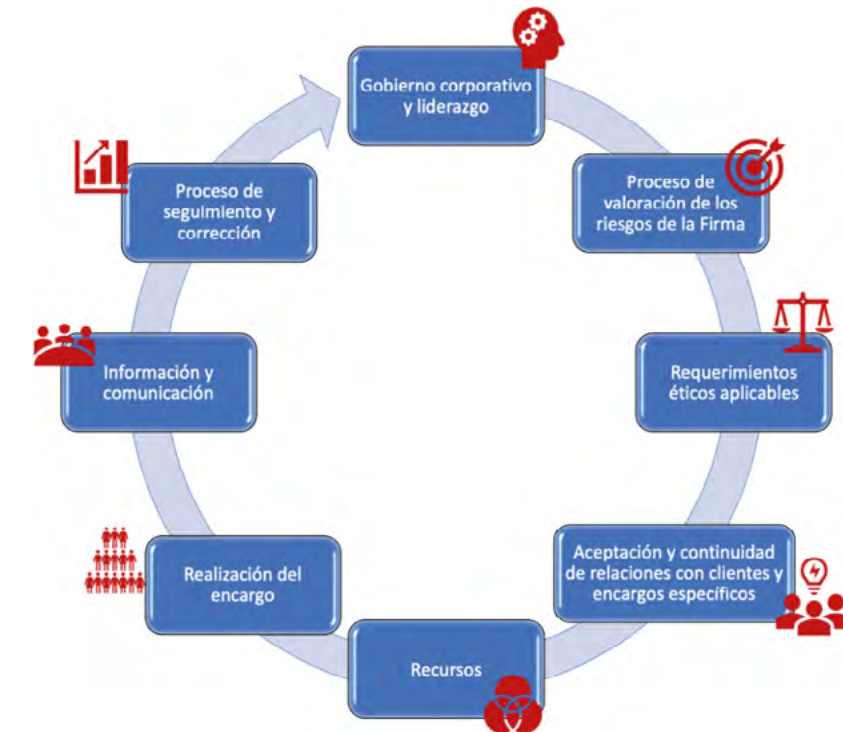 Gobierno corporativo
y liderazgo
Proceso de
valoración de los
riesgos de la Firma
Requerimientos
éticos aplicables
Aceptación y continuidad
de relaciones con clientes y
encargos específicos
Recursos
Realización del
encargo
Información y
comunicación
Proceso de
seguimiento y
corrección